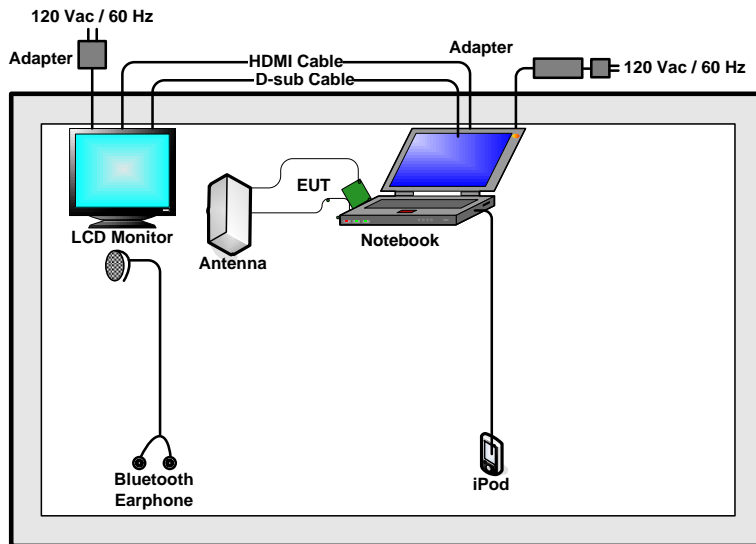 120 Vac / 60 Hz
Adapter
HDMI Cable
D-sub Cable
Adapter
120 Vac / 60 Hz
LCD Monitor
EUT
Antenna
Notebook
Bluetooth
Earphone
iPod